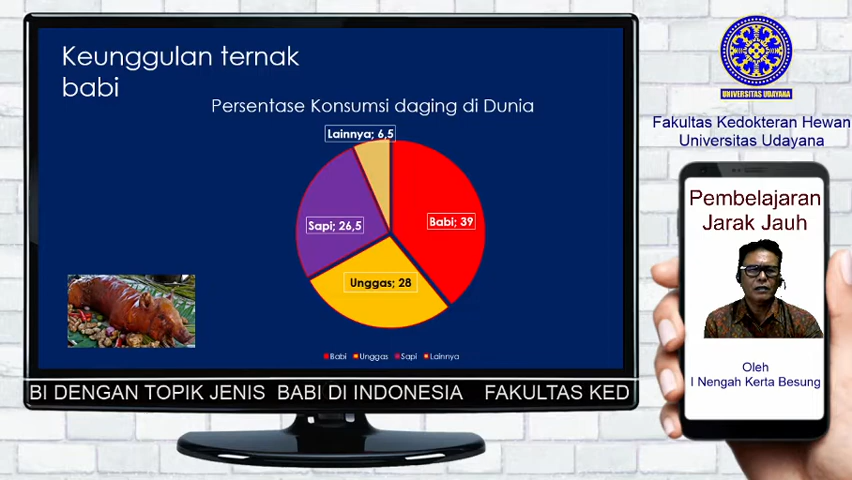 Keunggulan ternak
babi
Persentase Konsumsi daging di Dunia
Lainnya; 6,5
Babi; 39
Sapi; 26,5
Unggas; 28
Babi Unggas Sapi Lainnya
BI DENGAN TOPIK JENIS BABI DI INDONESIA FAKULTAS KED
UNIVERSITAS UDAYANA
Fakultas Kedokteran Hewan
Universitas Udayana
Pembelajaran
Jarak Jauh
Oleh
I Nengah Kerta Besung